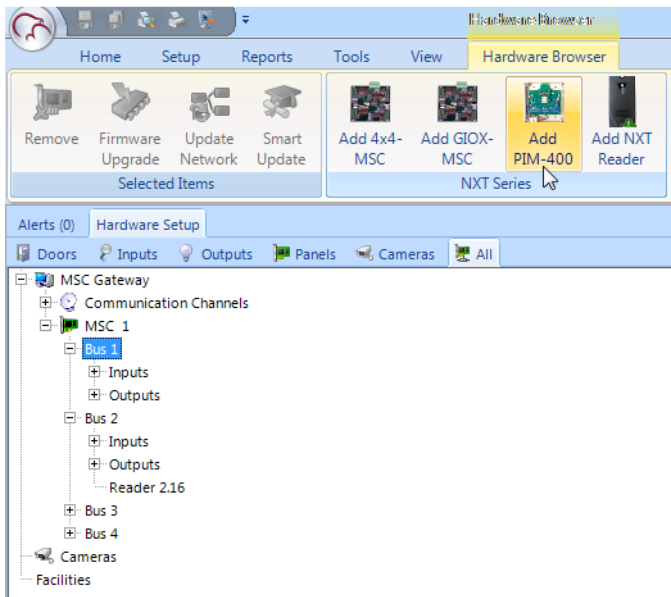 Hardware Browser
Home Setup Reports Tools View Hardware Browser
Remove Firmware Upgrade Update Network Smart Update Add 4x4-MSC Add GIOX-MSC Add PIM-400 Add NXT Reader
Selected Items NXT Series
Alerts (0) Hardware Setup
Doors Inputs Outputs Panels Cameras All
MSC Gateway
Communication Channels
MSC 1
Bus 1
Inputs
Outputs
Bus 2
Inputs
Outputs
Reader 2.16
Bus 3
Bus 4
Cameras
Facilities